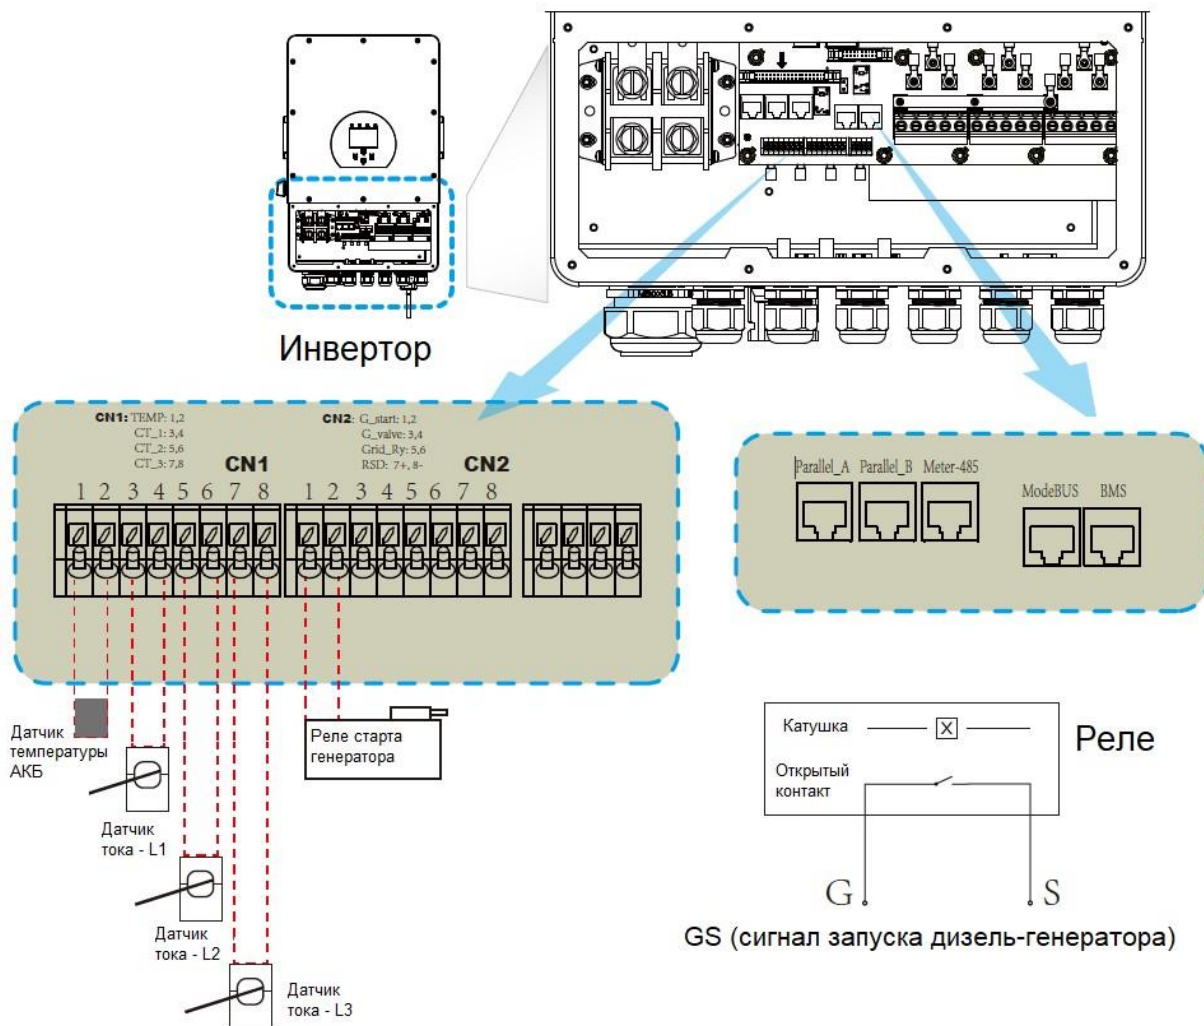 Инвертор
CN1: TEMP: 1,2
CT_1: 3,4
CT_2: 5,6
CT_3: 7,8
CN1
CN2: G_start: 1,2
G_valve: 3,4
Grid_Ry: 5,6
RSD: 7+, 8-
CN2
1 2 3 4 5 6 7 8
1 2 3 4 5 6 7 8
Parallel_A Parallel_B Meter-485
ModeBUS BMS
Датчик
температуры
АКБ
Реле старта
генератора
Датчик
тока - L1
Датчик
тока - L2
Датчик
тока - L3
Катушка
X
Реле
Открытый
контакт
G
S
GS (сигнал запуска дизель-генератора)